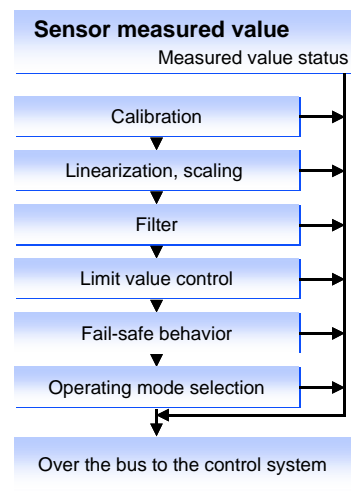 Sensor measured value
Measured value status
Calibration
Linearization, scaling
Filter
Limit value control
Fail-safe behavior
Operating mode selection
Over the bus to the control system